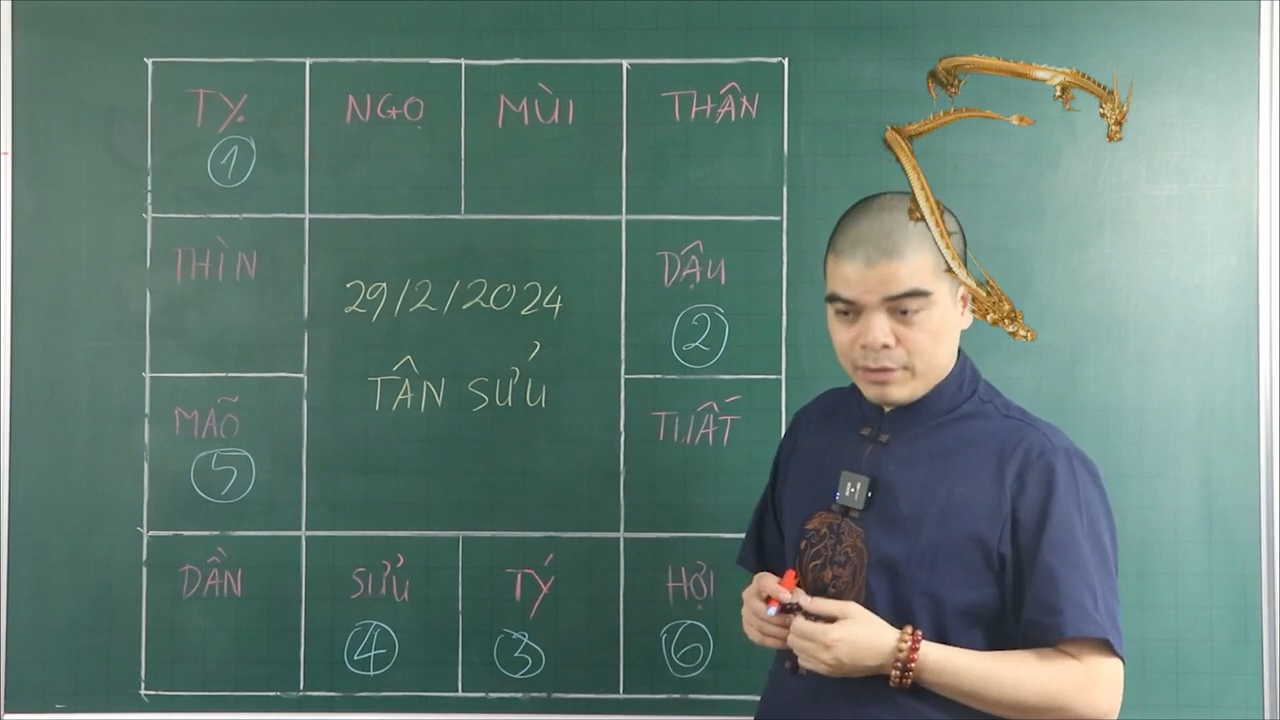 TỴ
①
NGỌ
MÙI
THÂN
THÌN
29/2/2024
TÂN SỬU
DẬU
②
MÃO
⑤
TUẤT
DẦN
SỬU
④
TÝ
③
HỢI
⑥